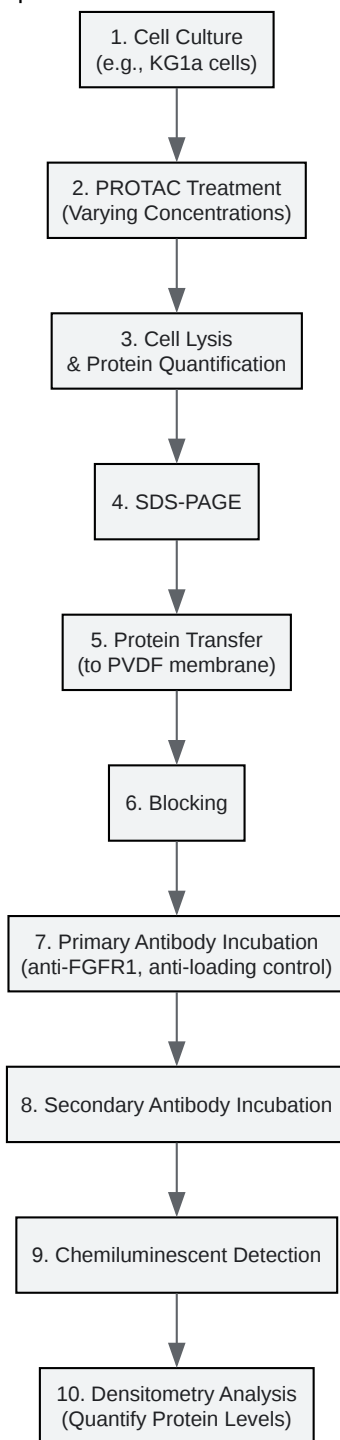 1. Cell Culture
(e.g., KG1a cells)
2. PROTAC Treatment
(Varying Concentrations)
3. Cell Lysis
& Protein Quantification
4. SDS-PAGE
5. Protein Transfer
(to PVDF membrane)
6. Blocking
7. Primary Antibody Incubation
(anti-FGFR1, anti-loading control)
8. Secondary Antibody Incubation
9. Chemiluminescent Detection
10. Densitometry Analysis
(Quantify Protein Levels)